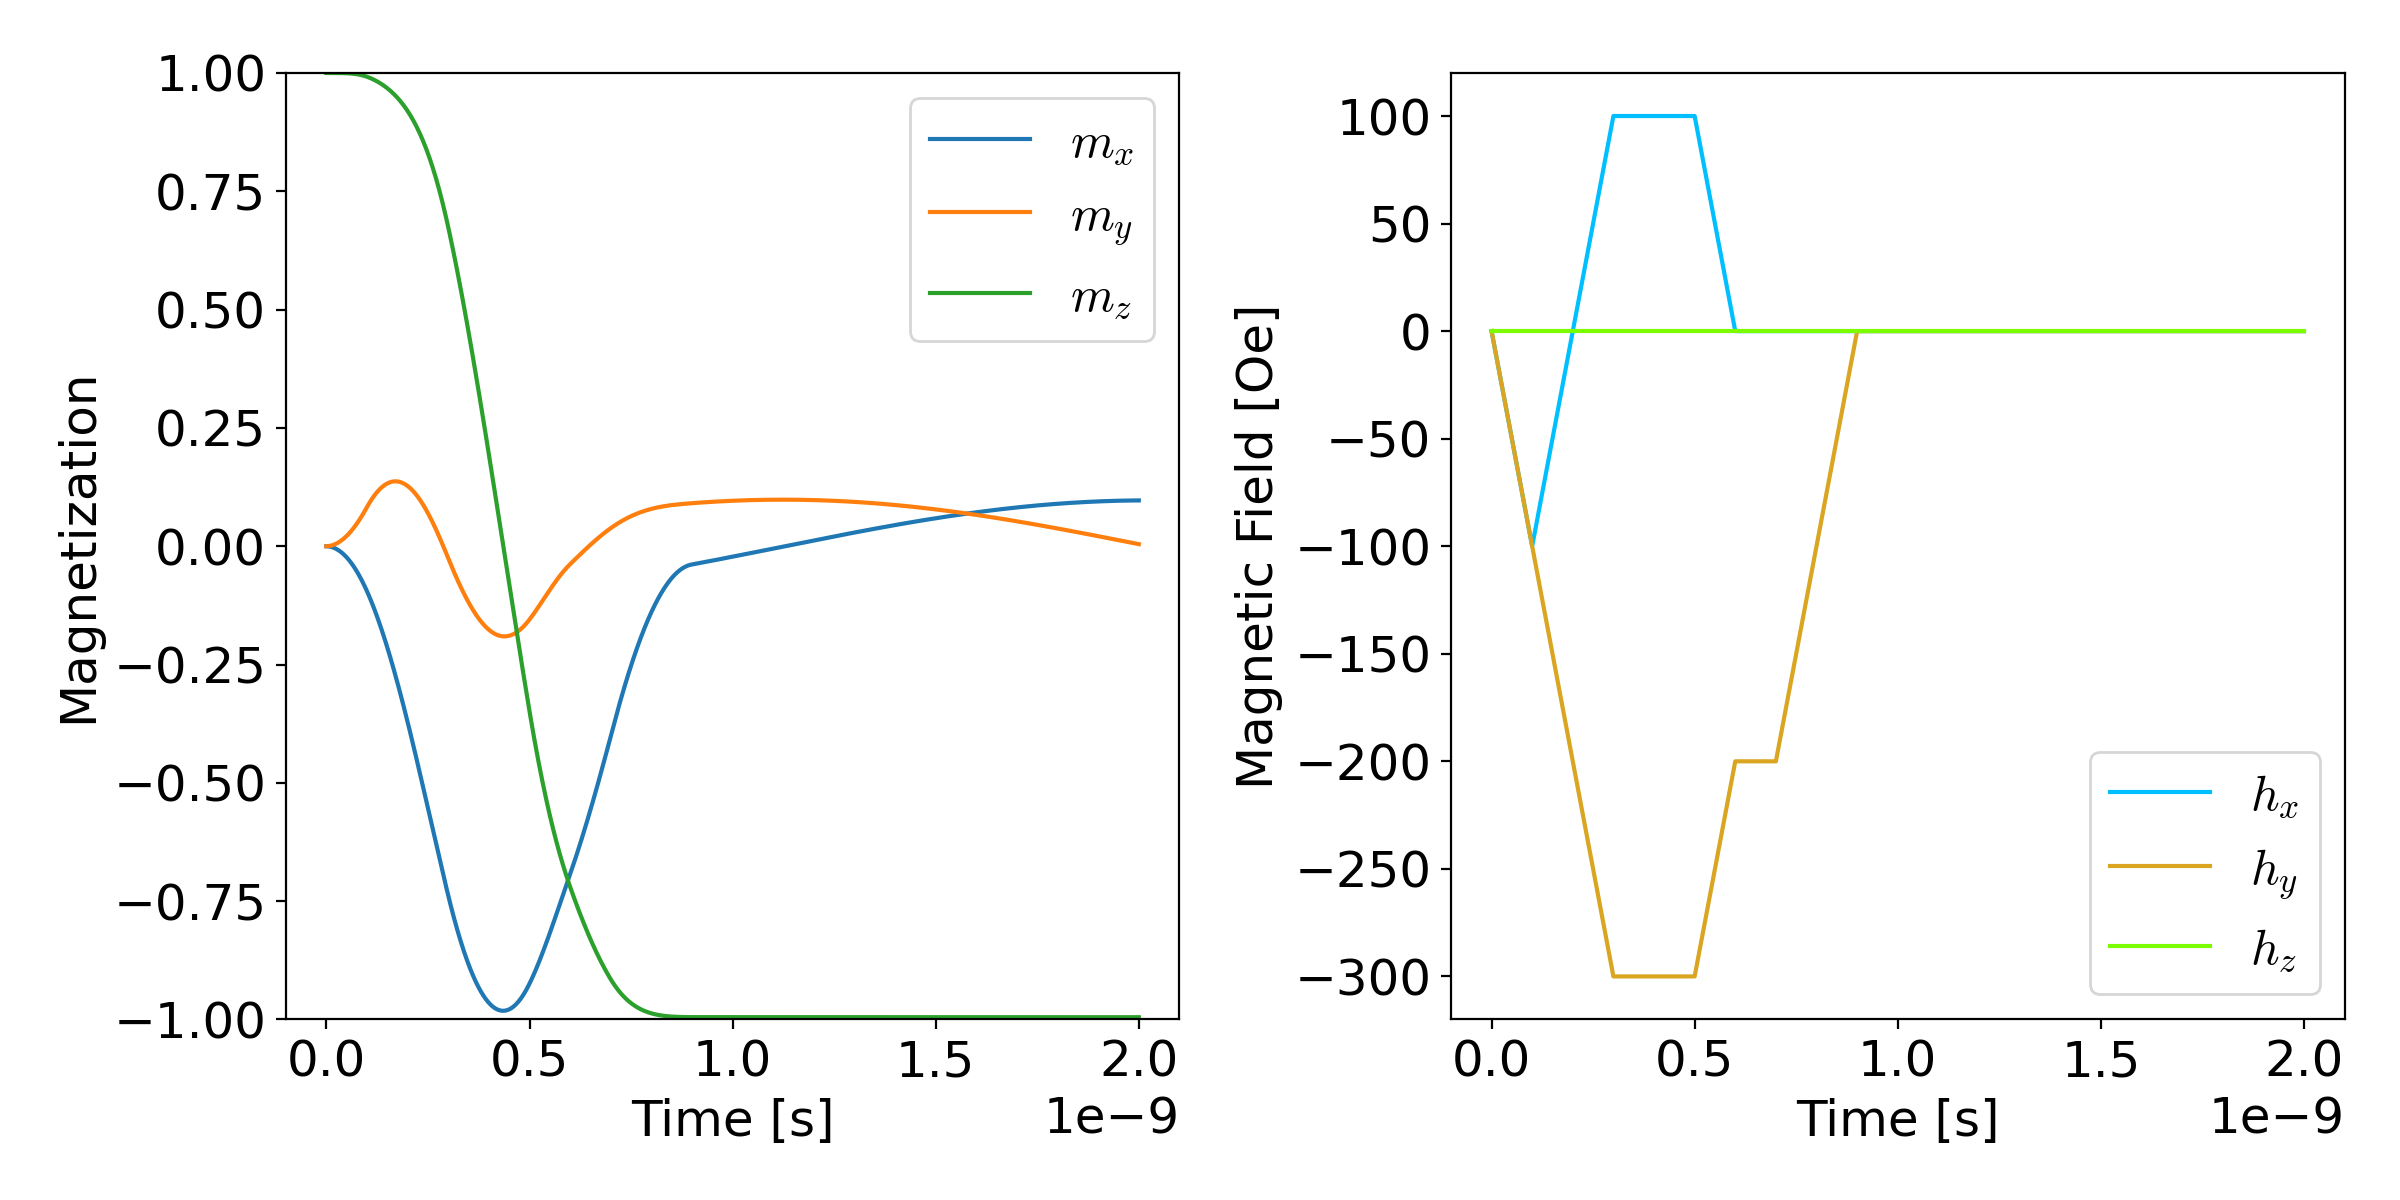 Magnetization
1.00
0.75
0.50
0.25
0.00
−0.25
−0.50
−0.75
−1.00
0.0 0.5 1.0 1.5 2.0
Time [s]
1e−9
m_x
m_y
m_z
Magnetic Field [Oe]
100
50
0
−50
−100
−150
−200
−250
−300
0.0 0.5 1.0 1.5 2.0
Time [s]
1e−9
h_x
h_y
h_z